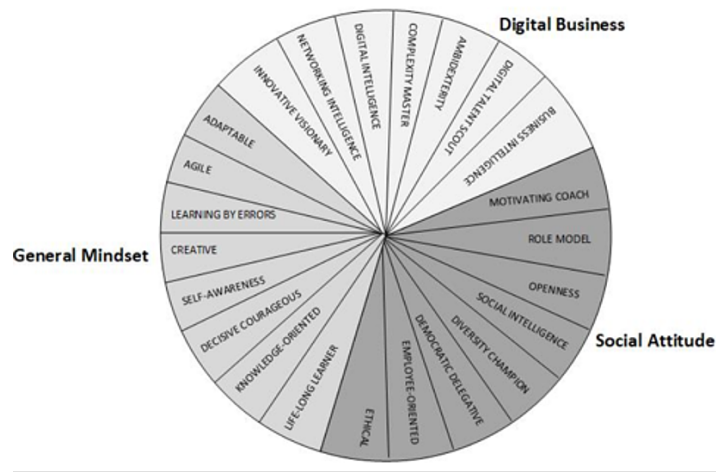 Digital Business
INNOVATIVE VISIONARY
NETWORKING INTELLIGENCE
DIGITAL INTELLIGENCE
COMPLEXITY MASTER
AMBIDEXTERITY
DIGITAL TALENT SCOUT
BUSINESS INTELLIGENCE
Social Attitude
MOTIVATING COACH
ROLE MODEL
OPENNESS
SOCIAL INTELLIGENCE
DIVERSITY CHAMPION
DEMOCRATIC DELEGATIVE
EMPLOYEE-ORIENTED
ETHICAL
General Mindset
ADAPTABLE
AGILE
LEARNING BY ERRORS
CREATIVE
SELF-AWARENESS
DECISIVE COURAGEOUS
KNOWLEDGE-ORIENTED
LIFE-LONG LEARNER